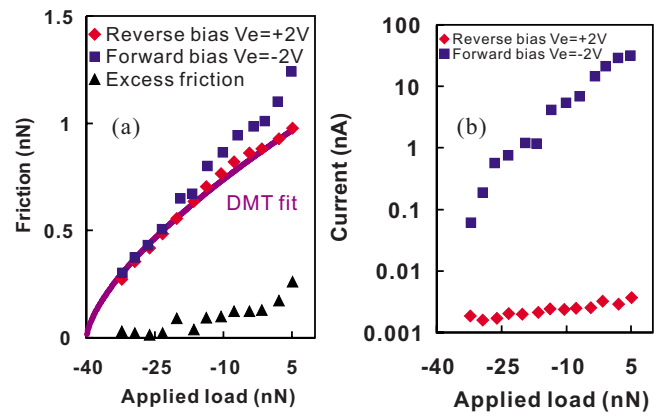 Reverse bias Ve=+2V
Forward bias Ve=-2V
Excess friction
(a)
DMT fit
Friction (nN)
1.5
1
0.5
0
-40
-25
-10
5
Applied load (nN)
Reverse bias Ve=+2V
Forward bias Ve=-2V
(b)
Current (nA)
100
10
1
0.1
0.01
0.001
-40
-25
-10
5
Applied load (nN)